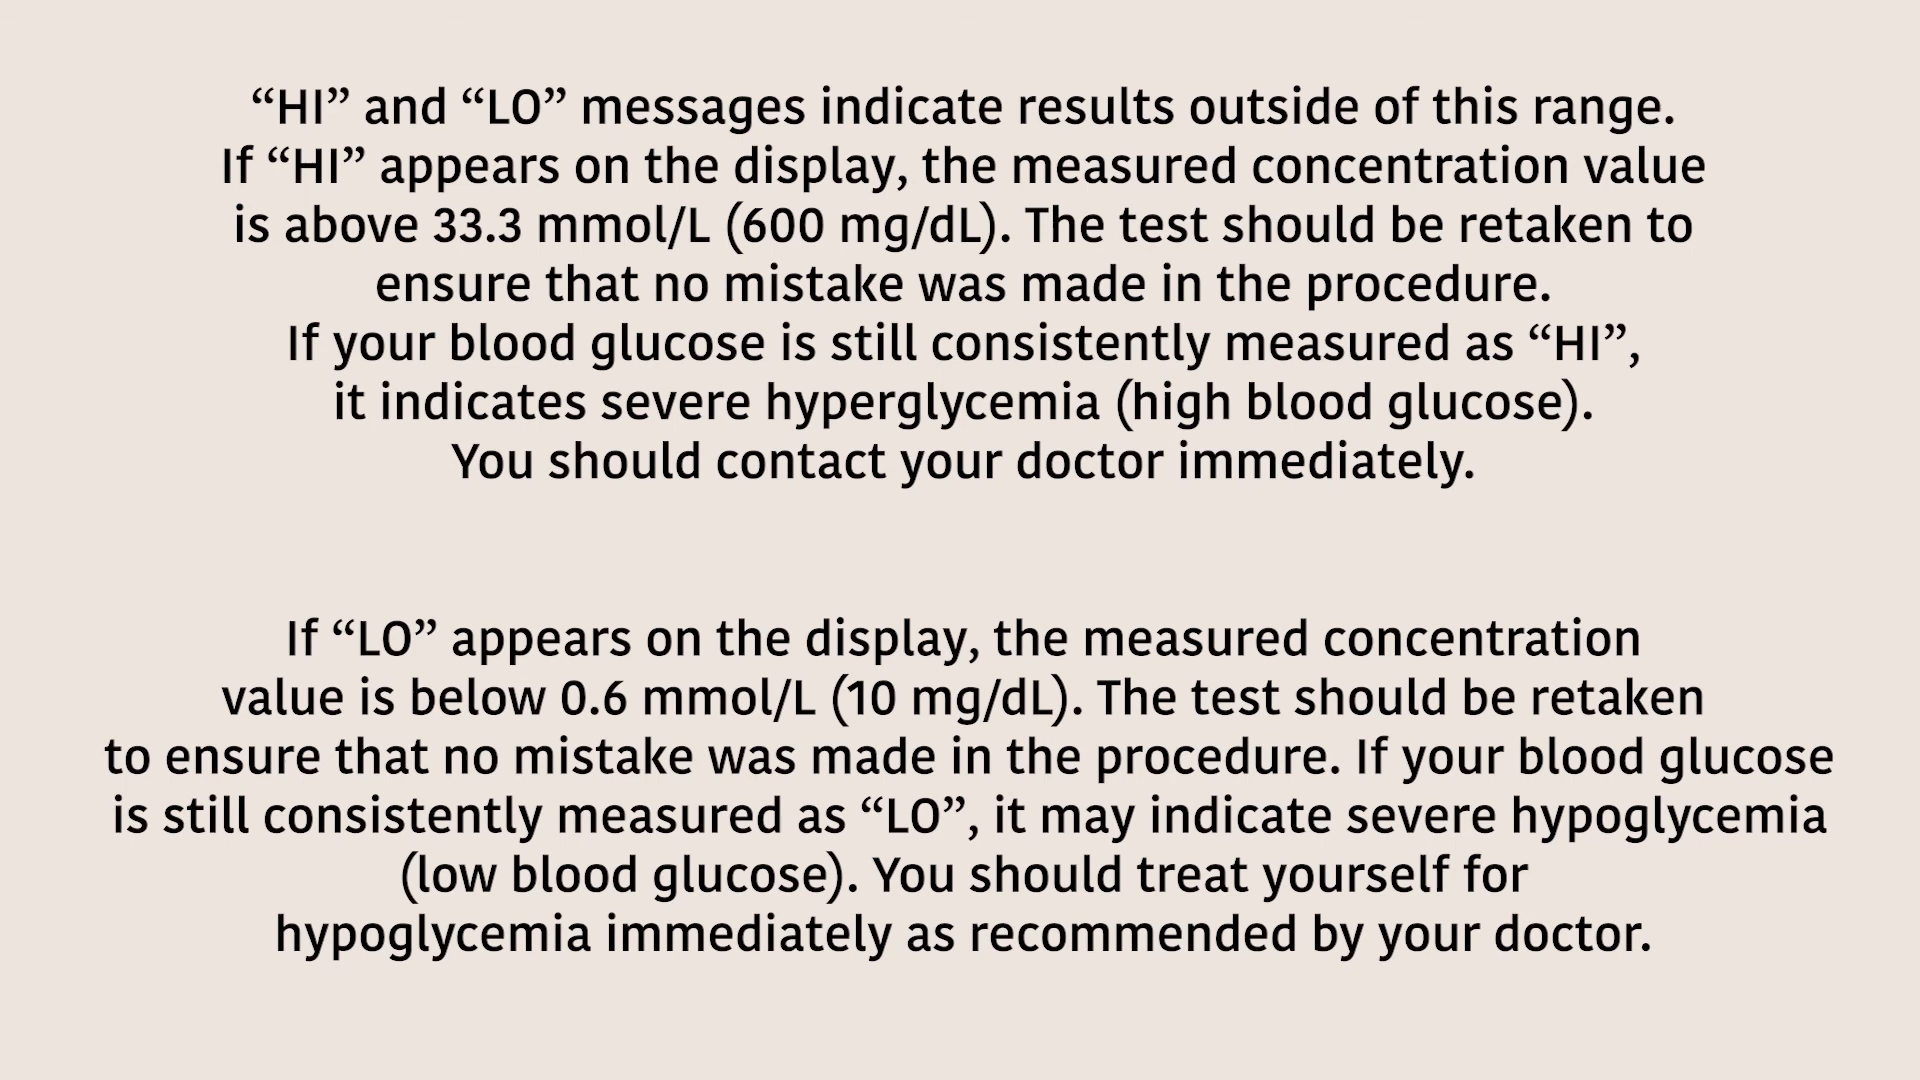 “HI” and “LO” messages indicate results outside of this range.
If “HI” appears on the display, the measured concentration value
is above 33.3 mmol/L (600 mg/dL). The test should be retaken to
ensure that no mistake was made in the procedure.
If your blood glucose is still consistently measured as “HI”,
it indicates severe hyperglycemia (high blood glucose).
You should contact your doctor immediately.
If “LO” appears on the display, the measured concentration
value is below 0.6 mmol/L (10 mg/dL). The test should be retaken
to ensure that no mistake was made in the procedure. If your blood glucose
is still consistently measured as “LO”, it may indicate severe hypoglycemia
(low blood glucose). You should treat yourself for
hypoglycemia immediately as recommended by your doctor.